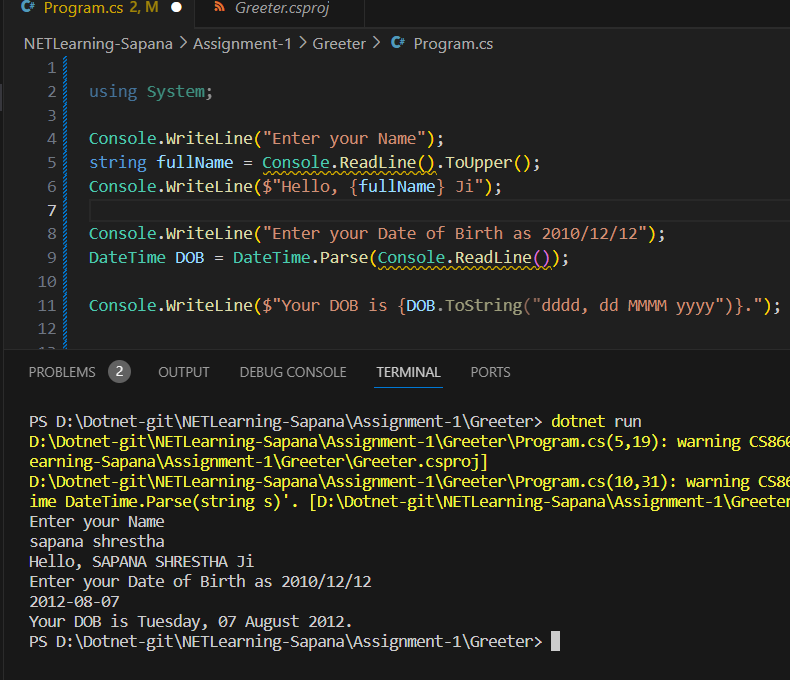 Program.cs 2, M
Greeter.csproj
NETLearning-Sapana > Assignment-1 > Greeter > Program.cs
1
2 using System;
3
4 Console.WriteLine("Enter your Name");
5 string fullName = Console.ReadLine().ToUpper();
6 Console.WriteLine($"Hello, {fullName} Ji");
7
8 Console.WriteLine("Enter your Date of Birth as 2010/12/12");
9 DateTime DOB = DateTime.Parse(Console.ReadLine());
10
11 Console.WriteLine($"Your DOB is {DOB.ToString("dddd, dd MMMM yyyy")}.");
12
PROBLEMS 2 OUTPUT DEBUG CONSOLE TERMINAL PORTS
PS D:\Dotnet-git\NETLearning-Sapana\Assignment-1\Greeter> dotnet run
D:\Dotnet-git\NETLearning-Sapana\Assignment-1\Greeter\Program.cs(5,19): warning CS860
earning-Sapana\Assignment-1\Greeter\Greeter.csproj]
D:\Dotnet-git\NETLearning-Sapana\Assignment-1\Greeter\Program.cs(10,31): warning CS86
ime DateTime.Parse(string s)'. [D:\Dotnet-git\NETLearning-Sapana\Assignment-1\Greeter
Enter your Name
sapana shrestha
Hello, SAPANA SHRESTHA Ji
Enter your Date of Birth as 2010/12/12
2012-08-07
Your DOB is Tuesday, 07 August 2012.
PS D:\Dotnet-git\NETLearning-Sapana\Assignment-1\Greeter>